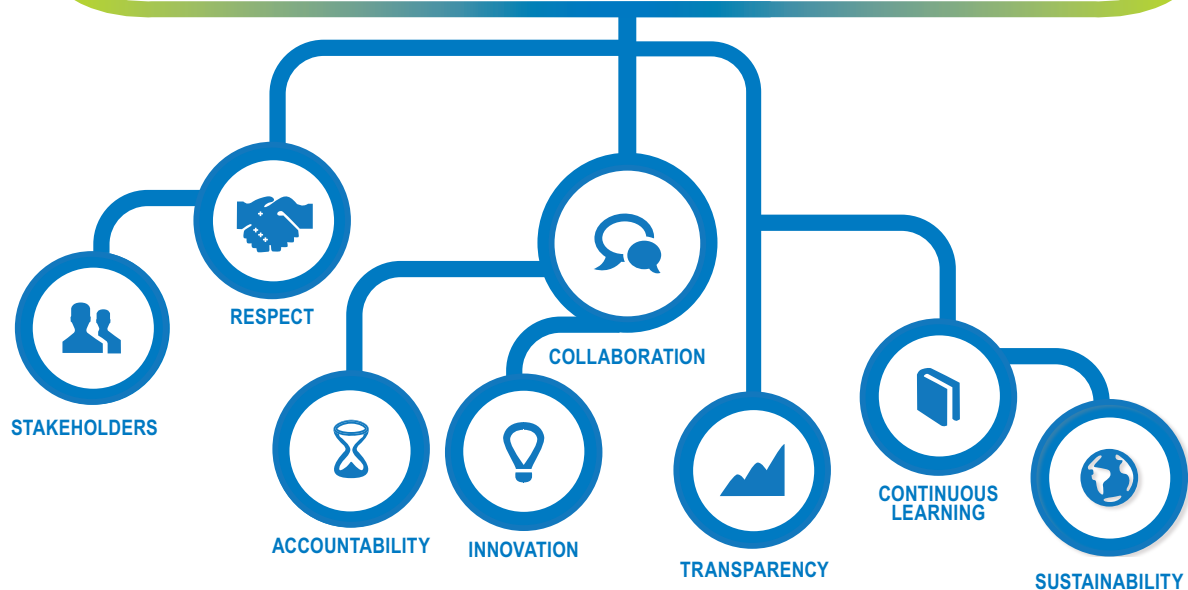 RESPECT
COLLABORATION
STAKEHOLDERS
ACCOUNTABILITY
INNOVATION
TRANSPARENCY
CONTINUOUS
LEARNING
SUSTAINABILITY